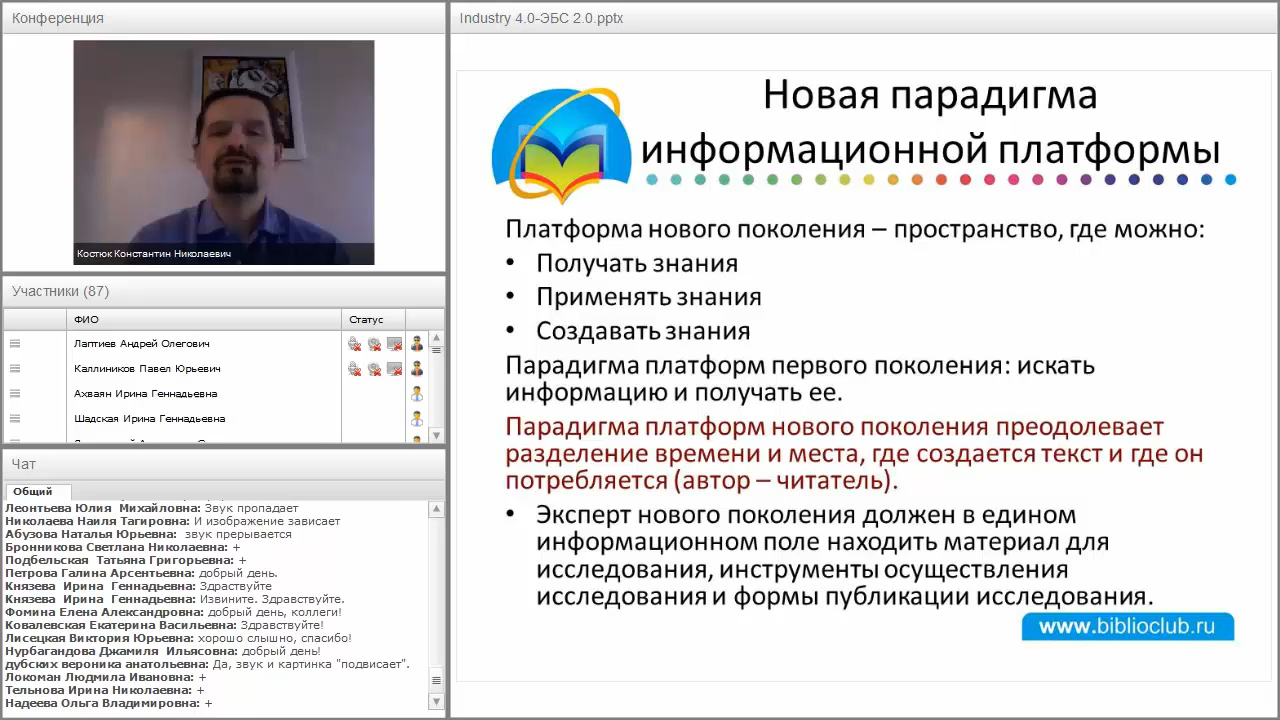 Конференция
Костюк Константин Николаевич
Участники (87)
ФИО
Статус
Лаптиев Андрей Олегович
Каллиников Павел Юрьевич
Ахваян Ирина Геннадьевна
Шадская Ирина Геннадьевна
Чат
Общий
Леонтьева Юлия Михайловна: Звук пропадает
Николаева Наиля Тагировна: И изображение зависает
Абузова Наталья Юрьевна: звук прерывается
Бронникова Светлана Николаевна: +
Подбельская Татьяна Григорьевна: +
Петрова Галина Арсентьевна: добрый день.
Князева Ирина Геннадьевна: Здраствуйте
Князева Ирина Геннадьевна: Извините. Здравствуйте.
Фомина Елена Александровна: добрый день, коллеги!
Ковалевская Екатерина Васильевна: Здравствуйте!
Лисецкая Виктория Юрьевна: хорошо слышно, спасибо!
Нурбагандова Джамиля Ильясовна: добрый день!
дубских вероника анатольевна: Да, звук и картинка "подвисает".
Локоман Людмила Ивановна: +
Тельнова Ирина Николаевна: +
Надеева Ольга Владимировна: +
Industry 4.0-ЭБС 2.0.pptx
Новая парадигма
информационной платформы
Платформа нового поколения – пространство, где можно:
• Получать знания
• Применять знания
• Создавать знания
Парадигма платформ первого поколения: искать
информацию и получать ее.
Парадигма платформ нового поколения преодолевает
разделение времени и места, где создается текст и где он
потребляется (автор – читатель).
• Эксперт нового поколения должен в едином
информационном поле находить материал для
исследования, инструменты осуществления
исследования и формы публикации исследования.
www.biblioclub.ru